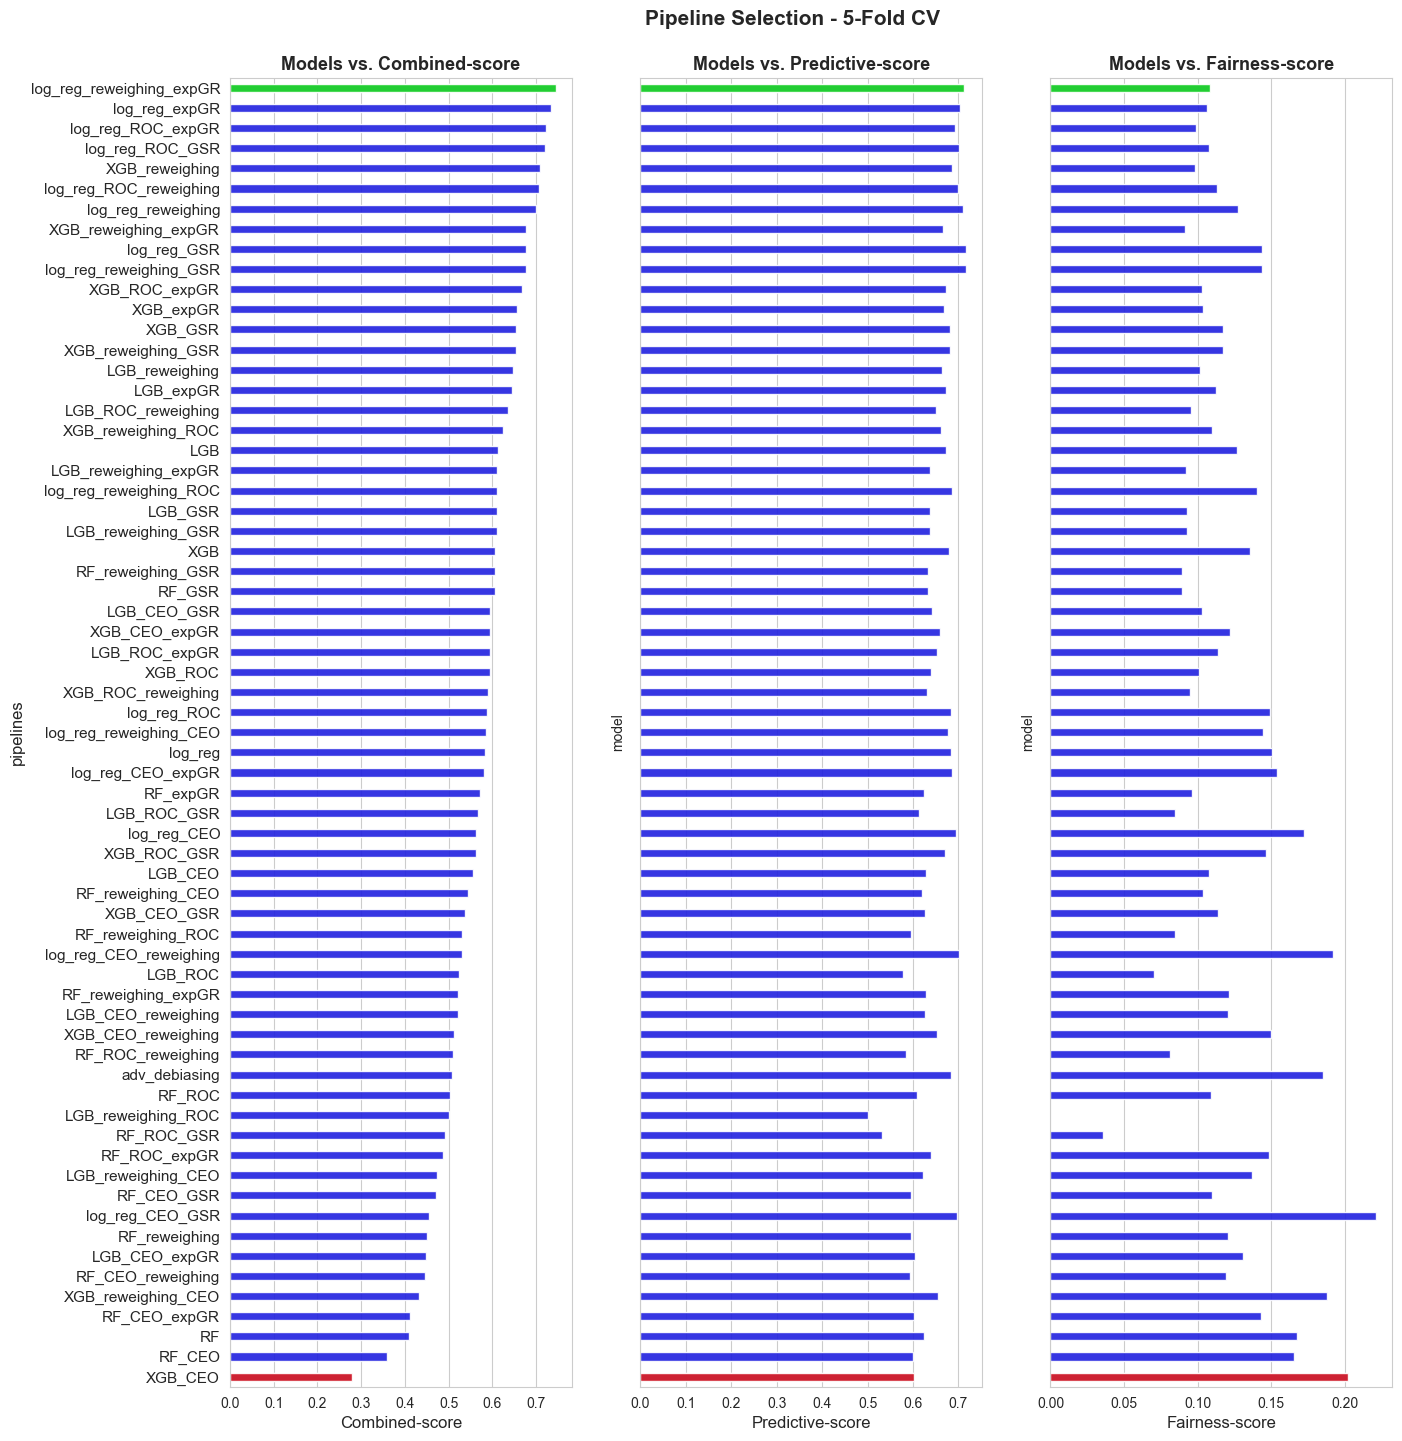 Pipeline Selection - 5-Fold CV
Models vs. Combined-score
Models vs. Predictive-score
Models vs. Fairness-score
pipelines
log_reg_reweighing_expGR
log_reg_expGR
log_reg_ROC_expGR
log_reg_ROC_GSR
XGB_reweighing
log_reg_ROC_reweighing
log_reg_reweighing
XGB_reweighing_expGR
log_reg_GSR
log_reg_reweighing_GSR
XGB_ROC_expGR
XGB_expGR
XGB_GSR
XGB_reweighing_GSR
LGB_reweighing
LGB_expGR
LGB_ROC_reweighing
XGB_reweighing_ROC
LGB
LGB_reweighing_expGR
log_reg_reweighing_ROC
LGB_GSR
LGB_reweighing_GSR
XGB
RF_reweighing_GSR
RF_GSR
LGB_CEO_GSR
XGB_CEO_expGR
LGB_ROC_expGR
XGB_ROC
XGB_ROC_reweighing
log_reg_ROC
log_reg_reweighing_CEO
log_reg
log_reg_CEO_expGR
RF_expGR
LGB_ROC_GSR
log_reg_CEO
XGB_ROC_GSR
LGB_CEO
RF_reweighing_CEO
XGB_CEO_GSR
RF_reweighing_ROC
log_reg_CEO_reweighing
LGB_ROC
RF_reweighing_expGR
LGB_CEO_reweighing
XGB_CEO_reweighing
RF_ROC_reweighing
adv_debiasing
RF_ROC
LGB_reweighing_ROC
RF_ROC_GSR
RF_ROC_expGR
LGB_reweighing_CEO
RF_CEO_GSR
log_reg_CEO_GSR
RF_reweighing
LGB_CEO_expGR
RF_CEO_reweighing
XGB_reweighing_CEO
RF_CEO_expGR
RF
RF_CEO
XGB_CEO
0.0 0.1 0.2 0.3 0.4 0.5 0.6 0.7
Combined-score
model
0.0 0.1 0.2 0.3 0.4 0.5 0.6 0.7
Predictive-score
model
0.00 0.05 0.10 0.15 0.20
Fairness-score